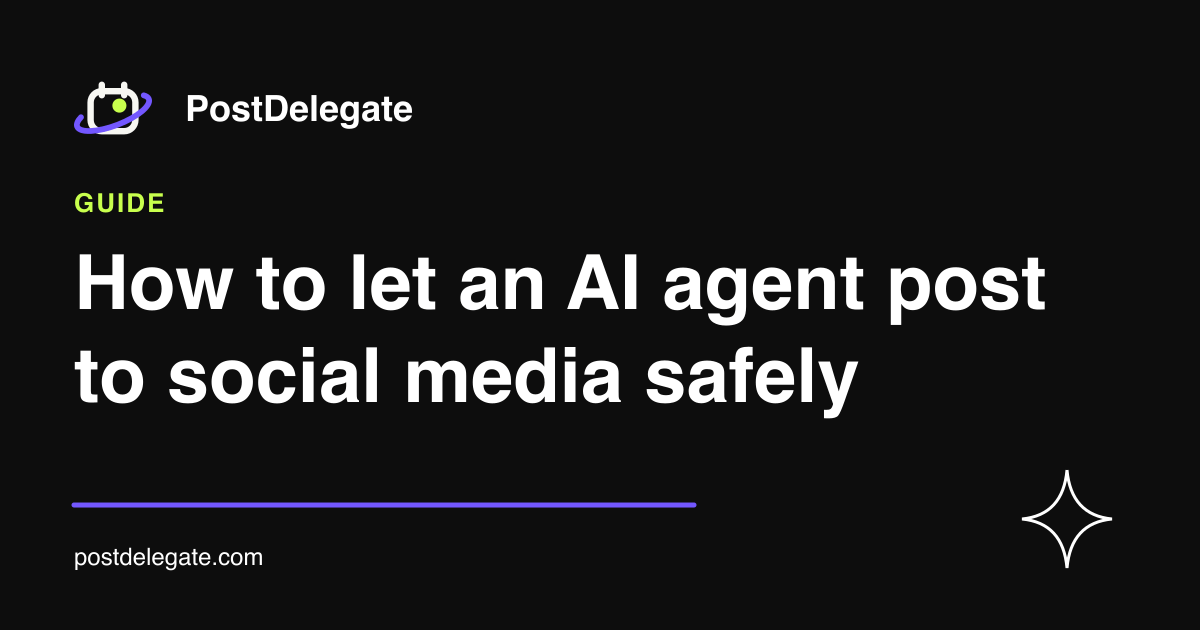 PostDelegate
GUIDE
How to let an AI agent post
to social media safely
postdelegate.com